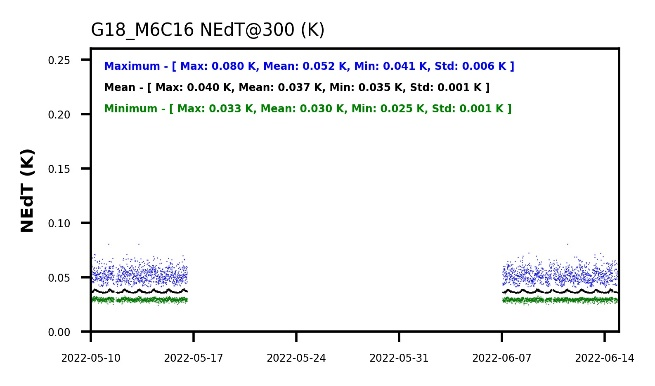 G18_M6C16 NEdT@300 (K)
0.25
Maximum - [ Max: 0.080 K, Mean: 0.052 K, Min: 0.041 K, Std: 0.006 K ]
Mean - [ Max: 0.040 K, Mean: 0.037 K, Min: 0.035 K, Std: 0.001 K ]
Minimum - [ Max: 0.033 K, Mean: 0.030 K, Min: 0.025 K, Std: 0.001 K ]
0.20
0.15
NEdT (K)
0.10
0.05
0.00
2022-05-10 2022-05-17 2022-05-24 2022-05-31 2022-06-07 2022-06-14